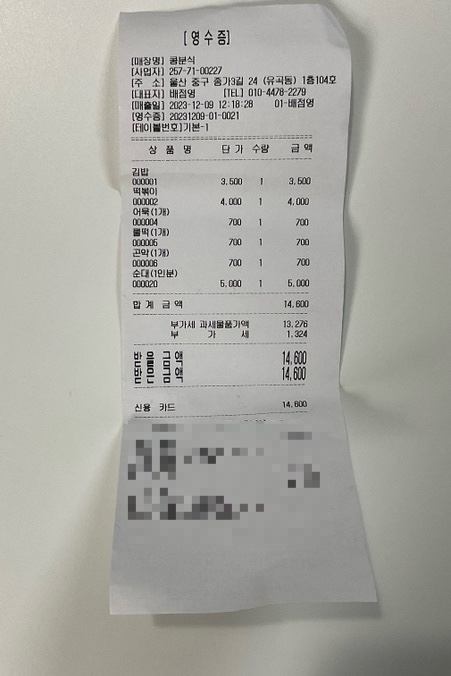 [영수증]
[매장명] 콩분식
[사업자] 257-71-00227
[주 소] 울산 중구 종가3길 24 (유곡동) 1층104호
[대표자] 배점영 [TEL] 010-4478-2279
[매출일] 2023-12-09 12:18:28 01-배점영
[영수증] 20231209-01-0021
[테이블번호]기본-1
상 품 명 단 가 수량 금 액
김밥
000001 3,500 1 3,500
떡볶이
000002 4,000 1 4,000
어묵(1개)
000004 700 1 700
물떡(1개)
000005 700 1 700
곤약(1개)
000006 700 1 700
순대(1인분)
000020 5,000 1 5,000
합 계 금 액 14,600
부가세 과세물품가액 13,276
부 가 세 1,324
받을금액 14,600
받은금액 14,600
신용 카드 14,600